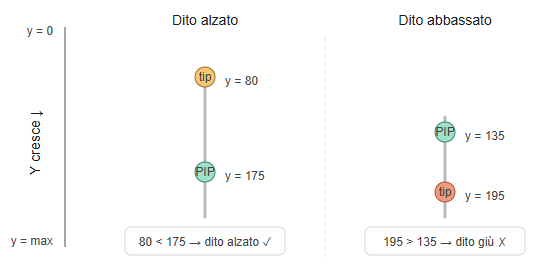 Dito alzato
Dito abbassato
y = 0
tip
y = 80
Y cresce ↓
PIP
y = 135
PIP
y = 175
tip
y = 195
y = max
80 < 175 → dito alzato ✓
195 > 135 → dito giù ✗